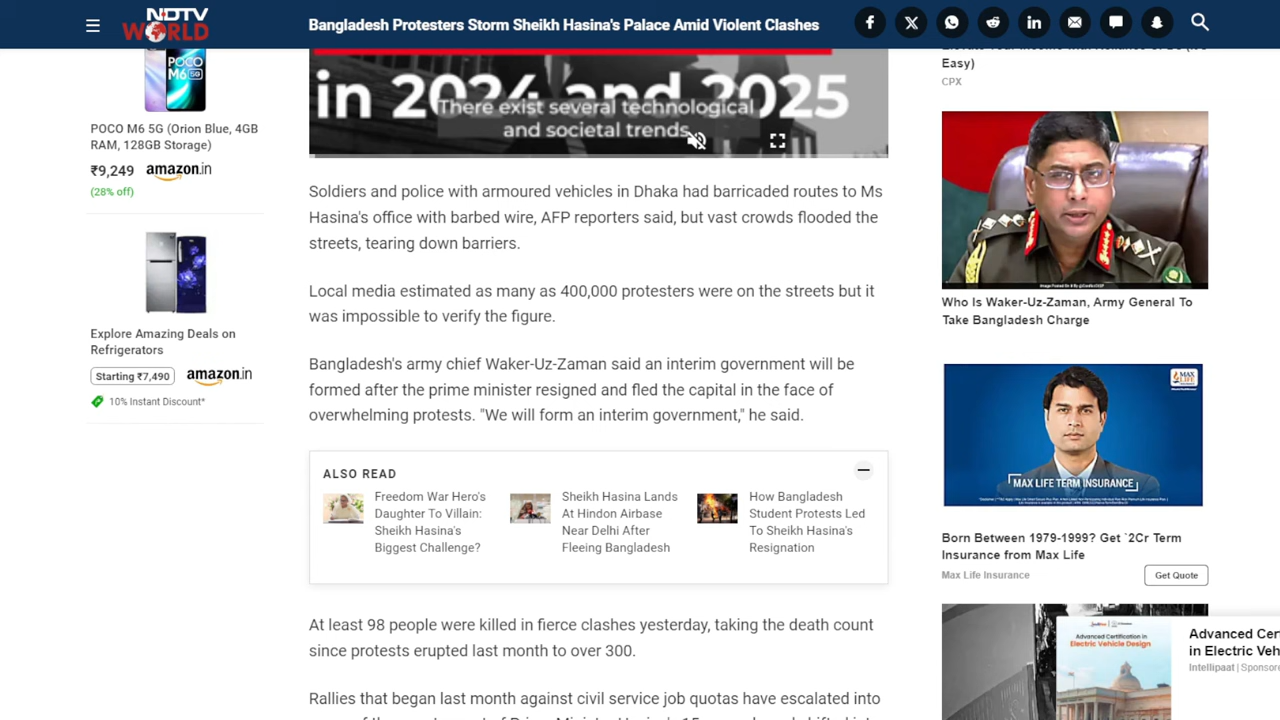 NDTV
WORLD
Bangladesh Protesters Storm Sheikh Hasina's Palace Amid Violent Clashes
POCO
M6 5G
POCO M6 5G (Orion Blue, 4GB
RAM, 128GB Storage)
₹9,249 amazon.in
(28% off)
Explore Amazing Deals on
Refrigerators
Starting ₹7,490 amazon.in
10% Instant Discount*
in 2024 and 2025
There exist several technological
and societal trends
Soldiers and police with armoured vehicles in Dhaka had barricaded routes to Ms
Hasina's office with barbed wire, AFP reporters said, but vast crowds flooded the
streets, tearing down barriers.
Local media estimated as many as 400,000 protesters were on the streets but it
was impossible to verify the figure.
Bangladesh's army chief Waker-Uz-Zaman said an interim government will be
formed after the prime minister resigned and fled the capital in the face of
overwhelming protests. "We will form an interim government," he said.
ALSO READ
Freedom War Hero's
Daughter To Villain:
Sheikh Hasina's
Biggest Challenge?
Sheikh Hasina Lands
At Hindon Airbase
Near Delhi After
Fleeing Bangladesh
How Bangladesh
Student Protests Led
To Sheikh Hasina's
Resignation
At least 98 people were killed in fierce clashes yesterday, taking the death count
since protests erupted last month to over 300.
Rallies that began last month against civil service job quotas have escalated into
Easy)
CPX
Who Is Waker-Uz-Zaman, Army General To
Take Bangladesh Charge
MAX
LIFE
MAX LIFE TERM INSURANCE
Born Between 1979-1999? Get `2Cr Term
Insurance from Max Life
Max Life Insurance
Get Quote
Advanced Certification in
Electric Vehicle Design
Advanced Cer
in Electric Veh
Intellipaat | Sponsore